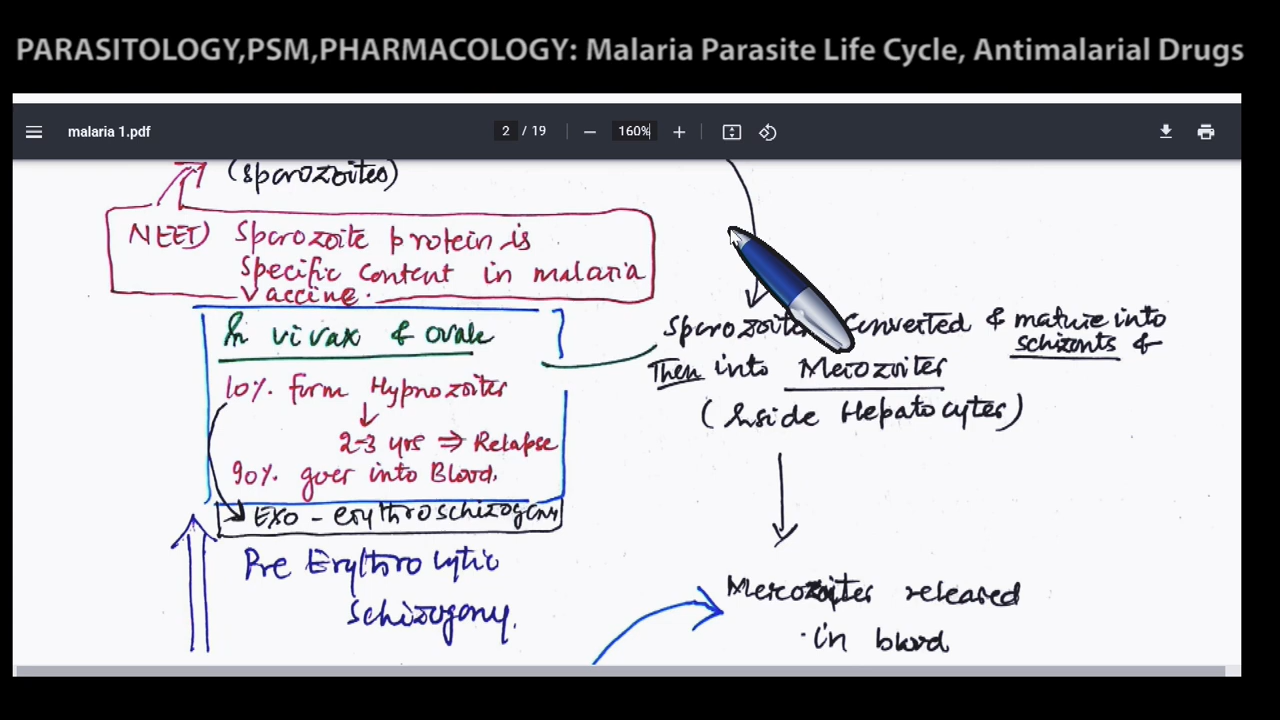 PARASITOLOGY,PSM,PHARMACOLOGY: Malaria Parasite Life Cycle, Antimalarial Drugs
malaria 1.pdf
2 / 19
160%
(Sporozoites)
NEET) Sporozoite protein is
Specific Content in malaria
Vaccine.
In vivax & ovale
10% form Hypnozoites
2-3 yrs ⇒ Relapse
90% goes into Blood.
Exo - erythroschizogony
Pre Erythrocytic
Schizogony.
Converted & mature into
schizonts &
Then into Merozoites
(Inside Hepatocytes)
Merozoites released
in blood